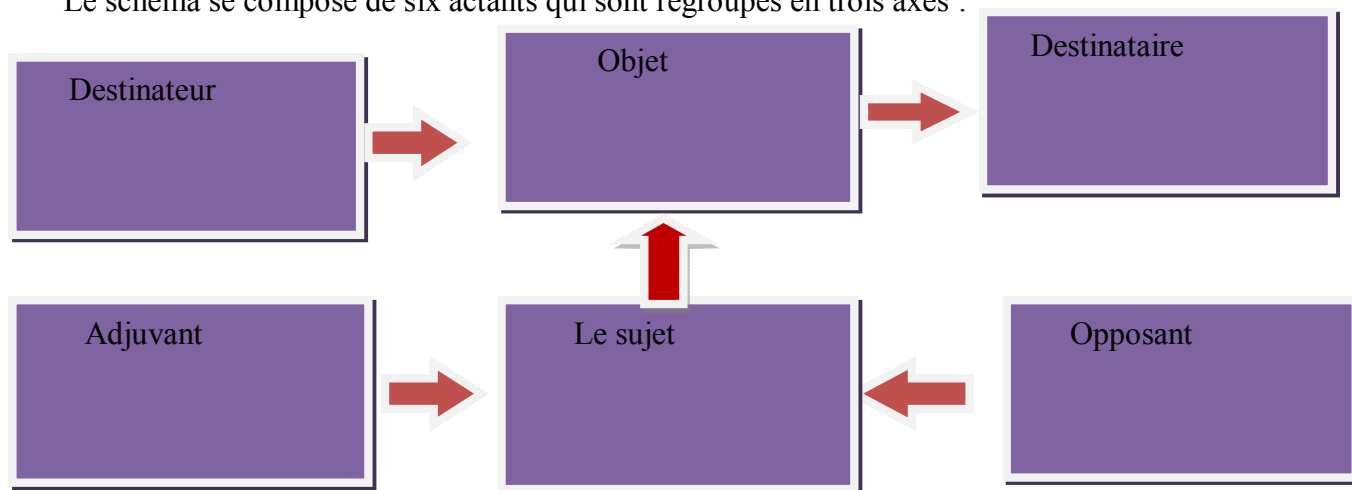 Le schéma se compose de six actants qui sont regroupés en trois axes :
Destinateur
Objet
Destinataire
Adjuvant
Le sujet
Opposant